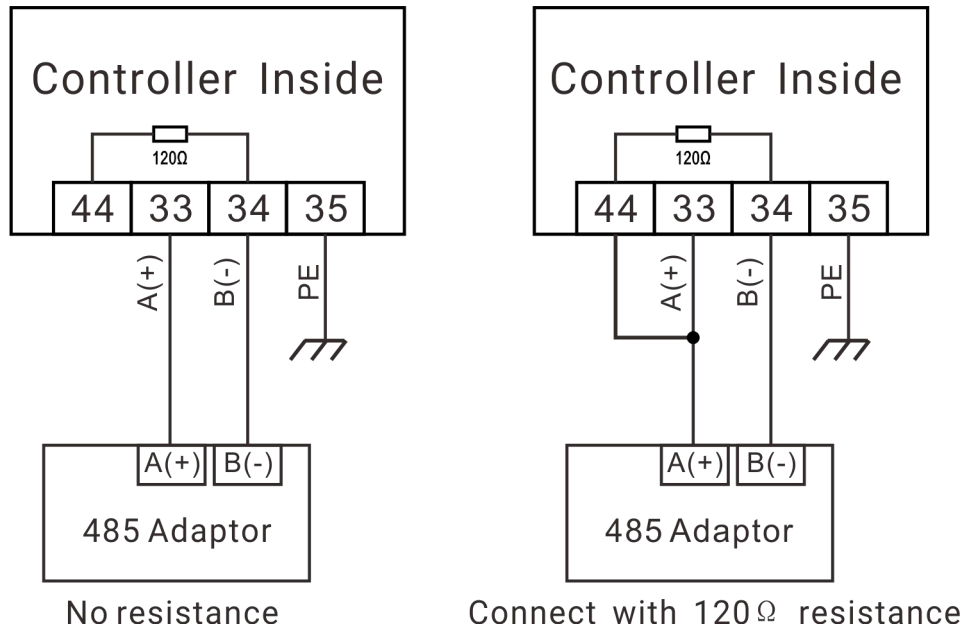 Controller Inside
120Ω
44 33 34 35
A(+) B(-) PE
A(+) B(-)
485 Adaptor
No resistance
Controller Inside
120Ω
44 33 34 35
A(+) B(-) PE
A(+) B(-)
485 Adaptor
Connect with 120Ω resistance